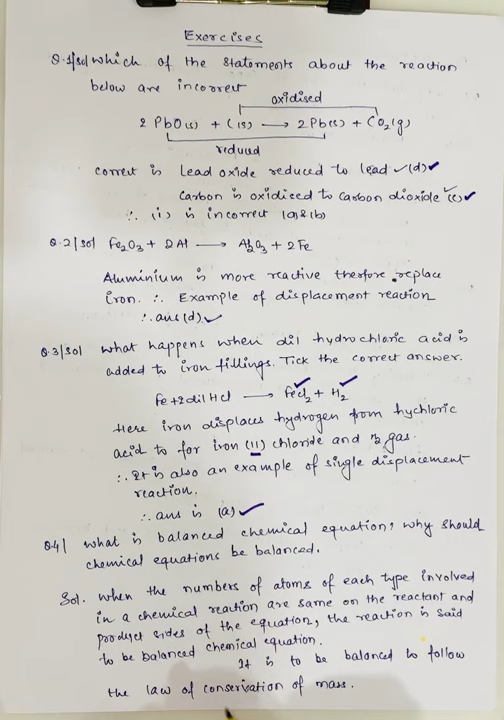 Exercises
Q.1/sol which of the statements about the reaction
below are incorrect
oxidised
2 PbO(s) + C(s) → 2Pb(s) + CO2(g)
reduced
correct is Lead oxide reduced to lead ✓(d)✓
Carbon is oxidised to Carbon dioxide ✓(c)✓
∴ (i) is incorrect (a)&(b)
Q.2/sol Fe2O3 + 2Al → Al2O3 + 2Fe
Aluminium is more reactive therfore replace
iron. ∴ Example of displacement reaction
∴ ans (d).✓
Q.3/sol what happens when dil hydrochloric acid is
added to iron fillings. Tick the correct answer.
Fe+2dil HCl → FeCl2 + H2
Here iron displaces hydrogen from hychloric
acid to for iron (II) chloride and H2 gas.
∴ It is also an example of single displacement
reaction.
∴ ans is (a)✓
Q4/ what is balanced chemical equation? why should
chemical equations be balanced.
Sol. when the numbers of atoms of each type involved
in a chemical reaction are same on the reactant and
product sides of the equation, the reaction is said
to be balanced chemical equation.
It is to be balanced to follow
the law of conservation of mass.